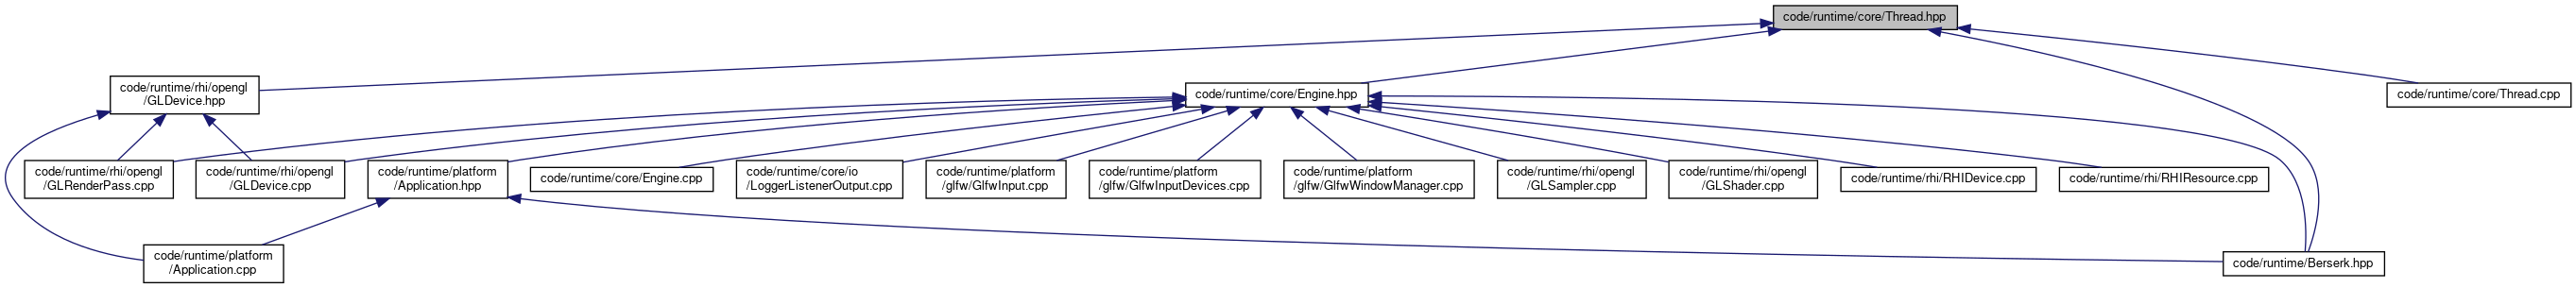 code/runtime/core/Thread.hpp
code/runtime/rhi/opengl
/GLDevice.hpp
code/runtime/core/Engine.hpp
code/runtime/core/Thread.cpp
code/runtime/rhi/opengl
/GLRenderPass.cpp
code/runtime/rhi/opengl
/GLDevice.cpp
code/runtime/platform
/Application.hpp
code/runtime/core/Engine.cpp
code/runtime/core/io
/LoggerListenerOutput.cpp
code/runtime/platform
/glfw/GlfwInput.cpp
code/runtime/platform
/glfw/GlfwInputDevices.cpp
code/runtime/platform
/glfw/GlfwWindowManager.cpp
code/runtime/rhi/opengl
/GLSampler.cpp
code/runtime/rhi/opengl
/GLShader.cpp
code/runtime/rhi/RHIDevice.cpp
code/runtime/rhi/RHIResource.cpp
code/runtime/platform
/Application.cpp
code/runtime/Berserk.hpp